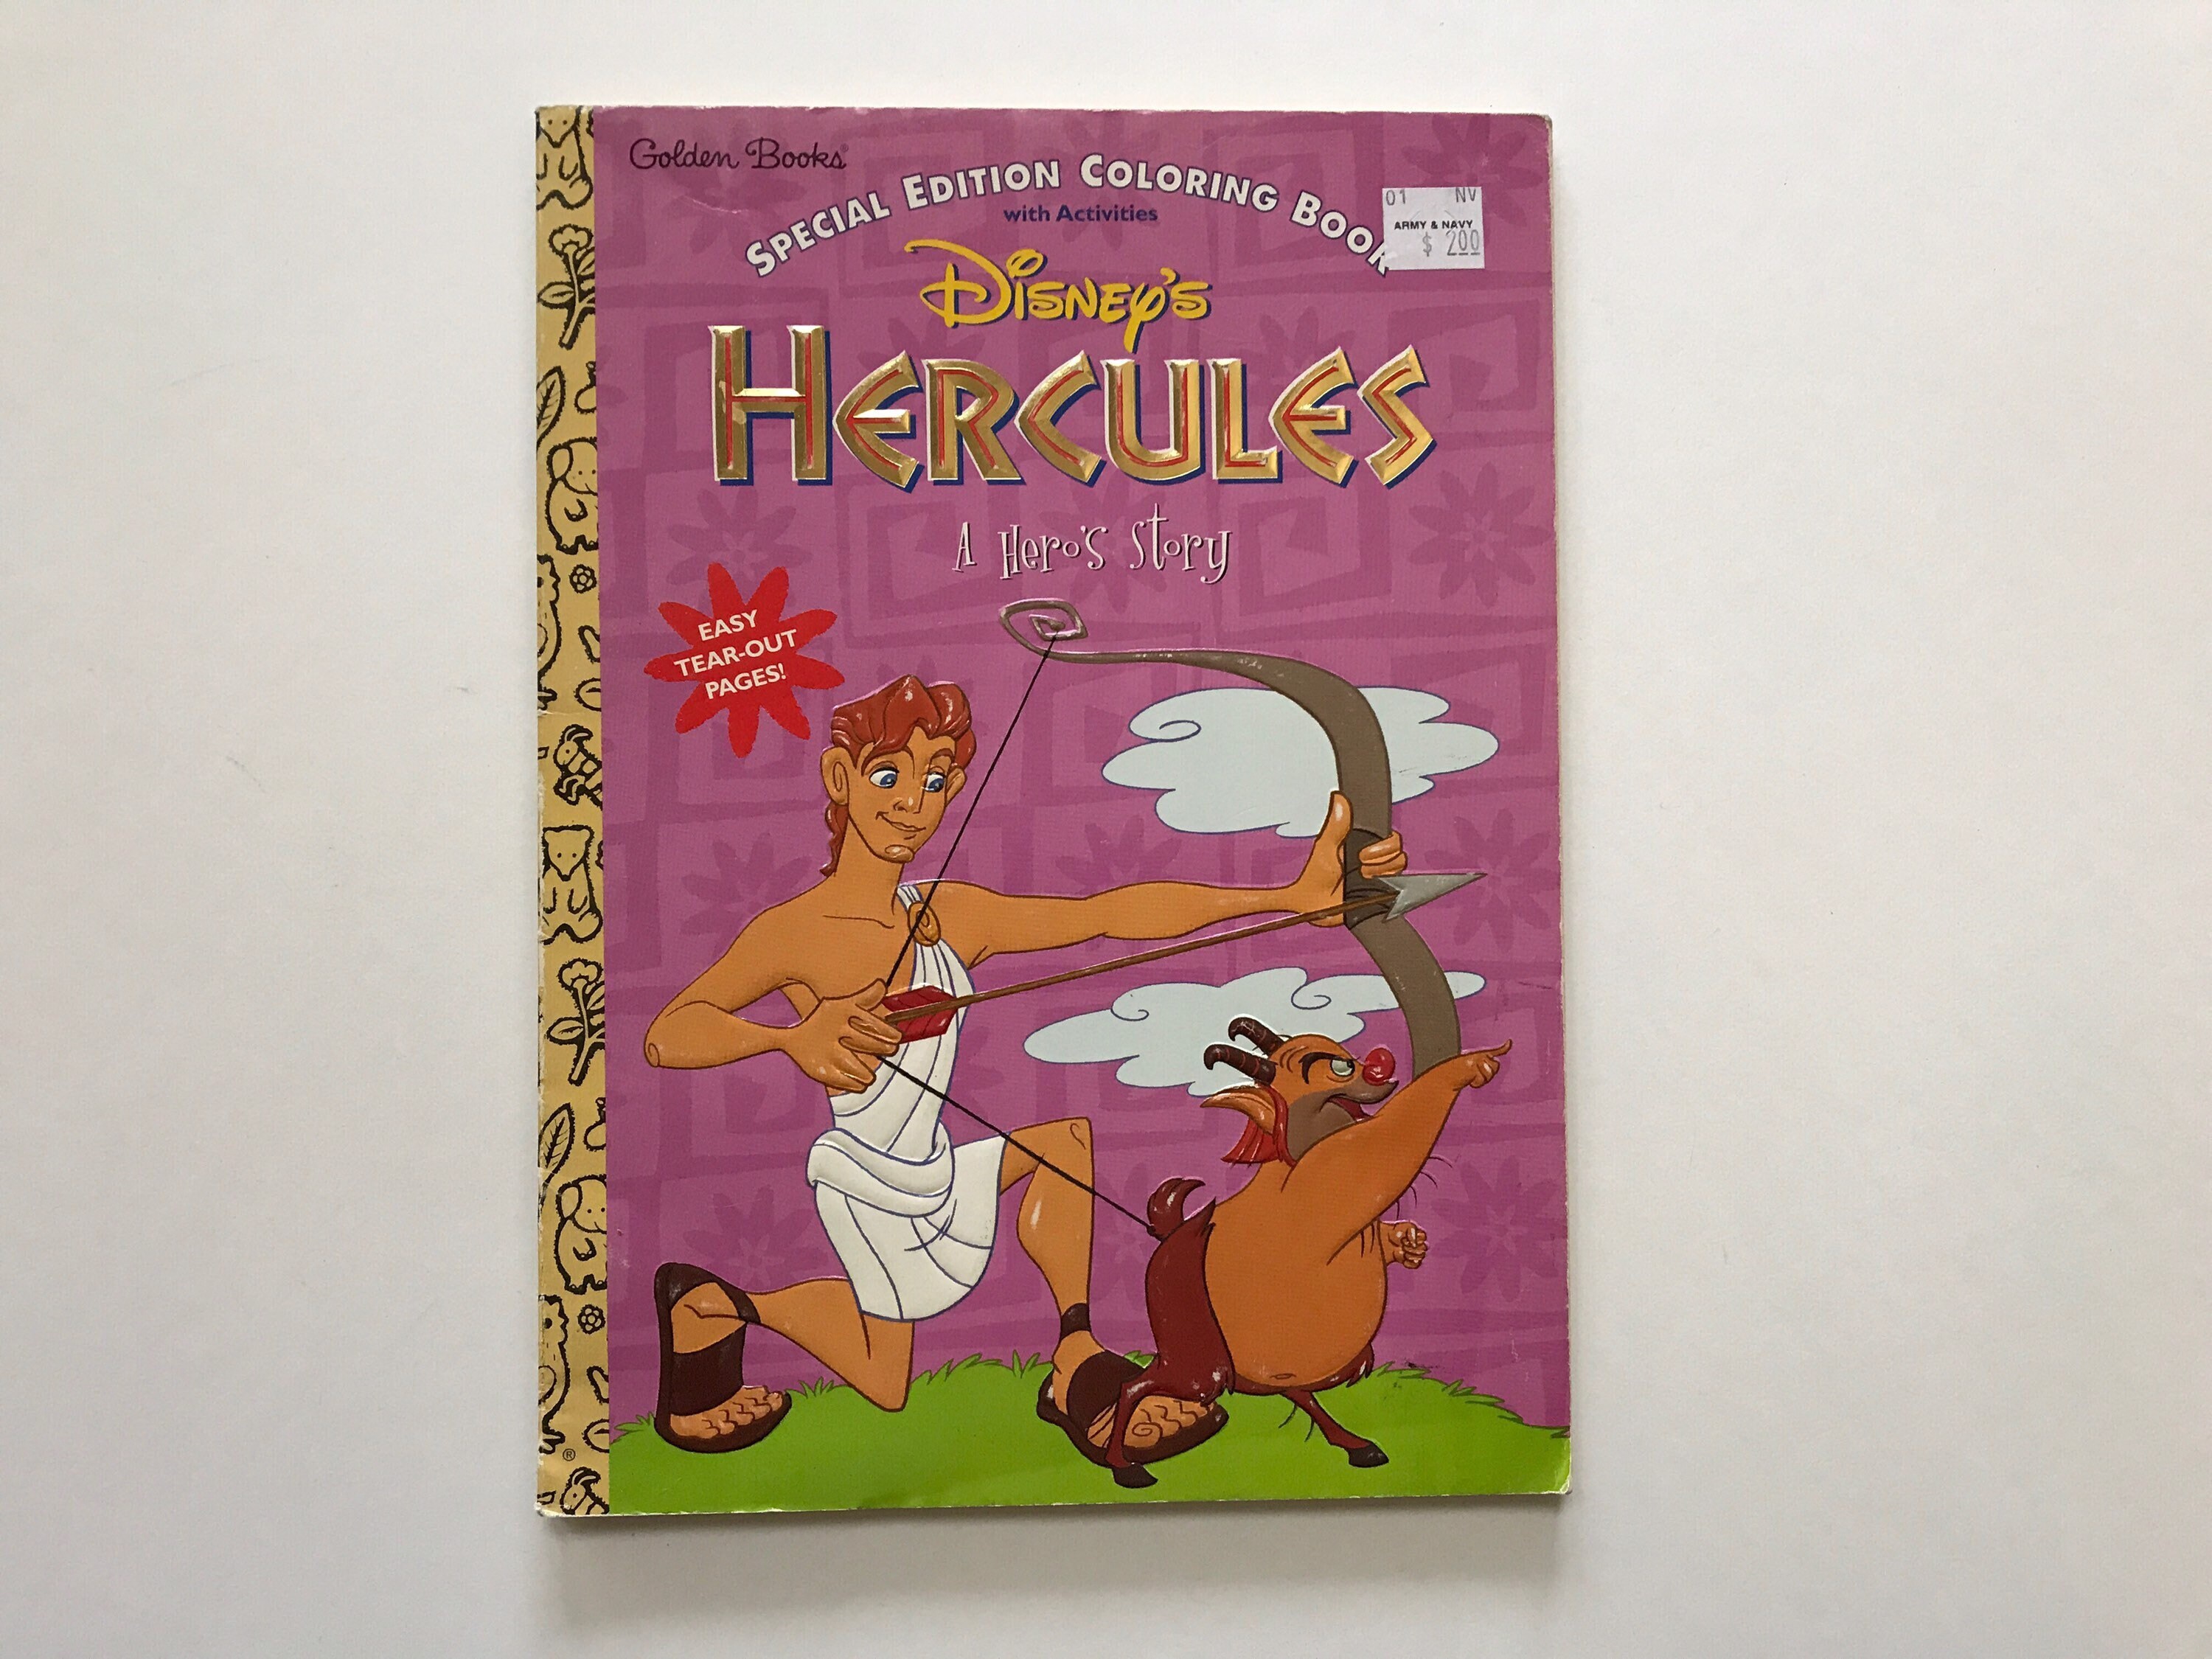 Golden Books®
SPECIAL EDITION COLORING BOOK
with Activities
01 NV
ARMY & NAVY
$ 200
DISNEY'S
HERCULES
A Hero's Story
EASY
TEAR-OUT
PAGES!
®